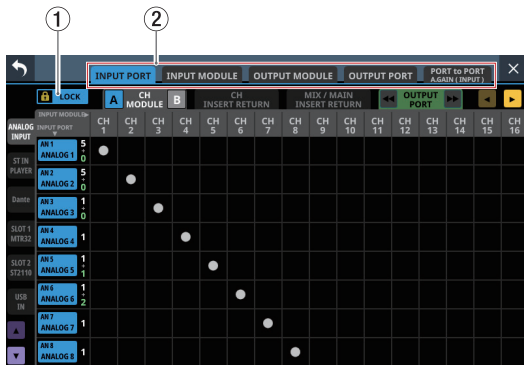 ① ②
INPUT PORT INPUT MODULE OUTPUT MODULE OUTPUT PORT PORT to PORT
A.GAIN ( INPUT )
LOCK A CH MODULE B CH INSERT RETURN MIX / MAIN INSERT RETURN OUTPUT PORT
INPUT MODULE
INPUT PORT
CH 1 CH 2 CH 3 CH 4 CH 5 CH 6 CH 7 CH 8 CH 9 CH 10 CH 11 CH 12 CH 13 CH 14 CH 15 CH 16
ANALOG INPUT
ST IN PLAYER
Dante
SLOT 1 MTR32
SLOT 2 ST2110
USB IN
AN 1 ANALOG 1 5 + 0
AN 2 ANALOG 2 5 + 0
AN 3 ANALOG 3 1 + 0
AN 4 ANALOG 4 1
AN 5 ANALOG 5 1 + 1
AN 6 ANALOG 6 1 + 2
AN 7 ANALOG 7 1
AN 8 ANALOG 8 1